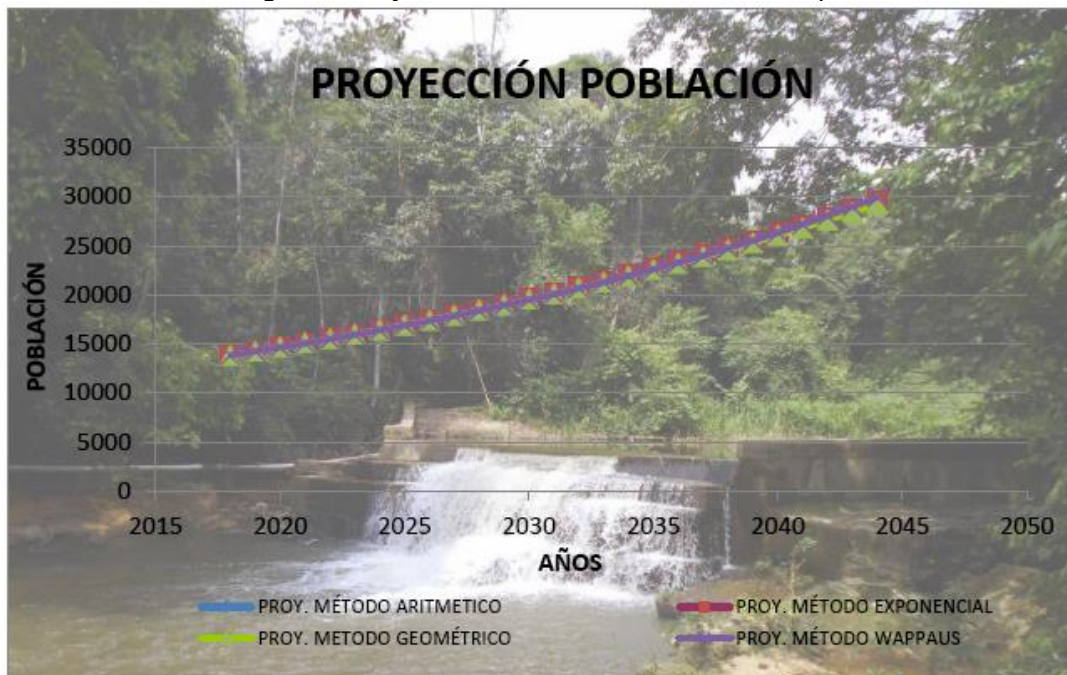 PROYECCIÓN POBLACIÓN
35000
30000
25000
20000
15000
10000
5000
0
POBLACIÓN
2015 2020 2025 2030 2035 2040 2045 2050
AÑOS
PROY. MÉTODO ARITMETICO PROY. MÉTODO EXPONENCIAL
PROY. METODO GEOMÉTRICO PROY. MÉTODO WAPPAUS